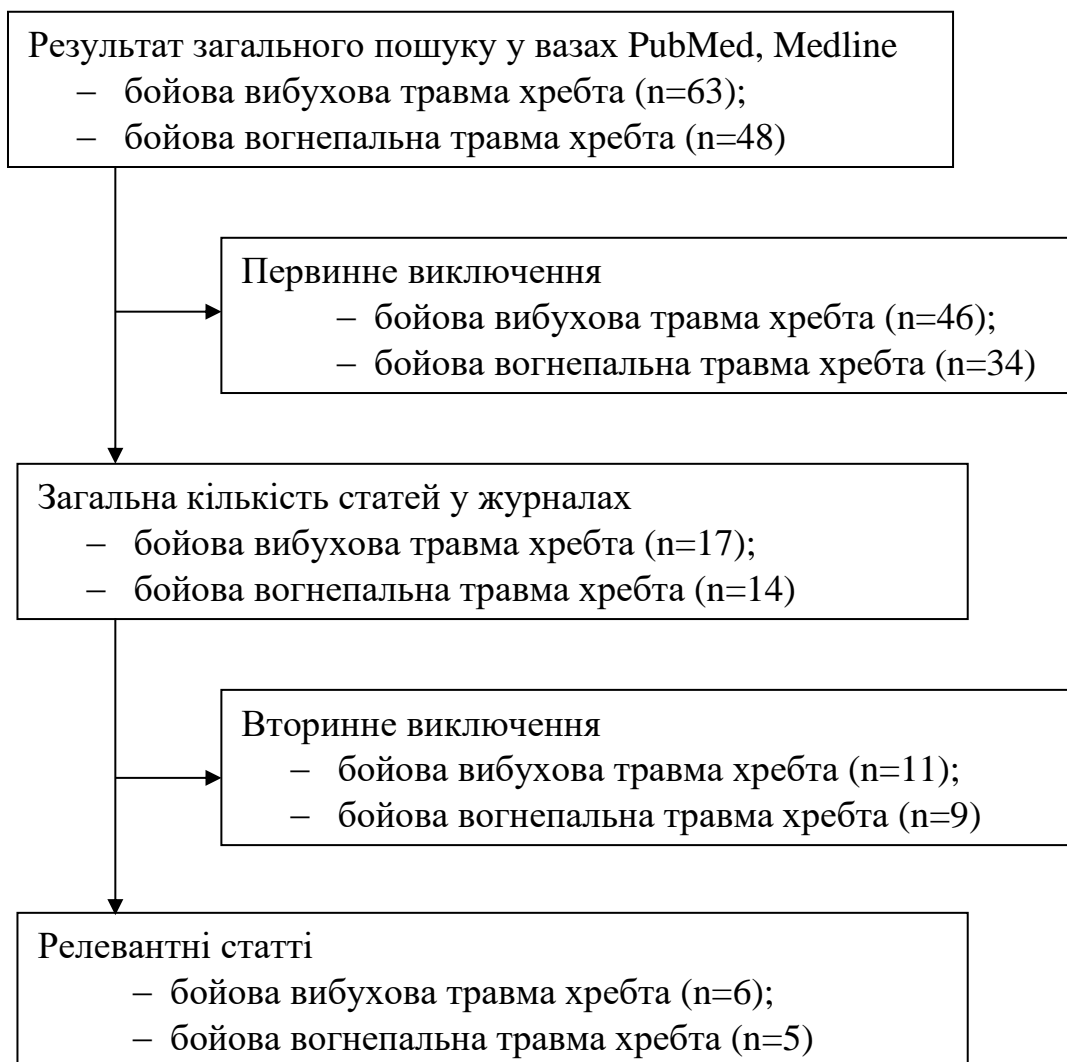 Результат загального пошуку у вазах PubMed, Medline
– бойова вибухова травма хребта (n=63);
– бойова вогнепальна травма хребта (n=48)
Первинне виключення
– бойова вибухова травма хребта (n=46);
– бойова вогнепальна травма хребта (n=34)
Загальна кількість статей у журналах
– бойова вибухова травма хребта (n=17);
– бойова вогнепальна травма хребта (n=14)
Вторинне виключення
– бойова вибухова травма хребта (n=11);
– бойова вогнепальна травма хребта (n=9)
Релевантні статті
– бойова вибухова травма хребта (n=6);
– бойова вогнепальна травма хребта (n=5)